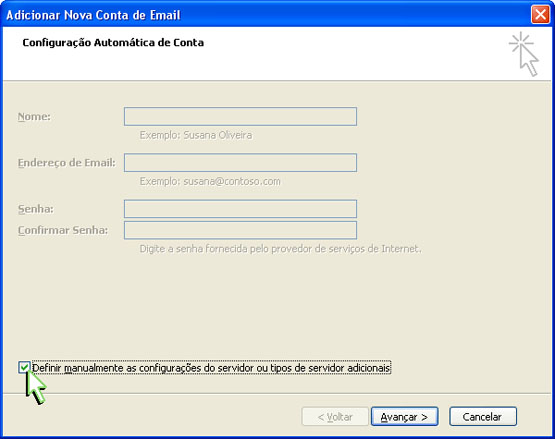 Adicionar Nova Conta de Email
Configuração Automática de Conta
Nome:
Exemplo: Susana Oliveira
Endereço de Email:
Exemplo: susana@contoso.com
Senha:
Confirmar Senha:
Digite a senha fornecida pelo provedor de serviços de Internet.
Definir manualmente as configurações do servidor ou tipos de servidor adicionais
< Voltar Avançar > Cancelar